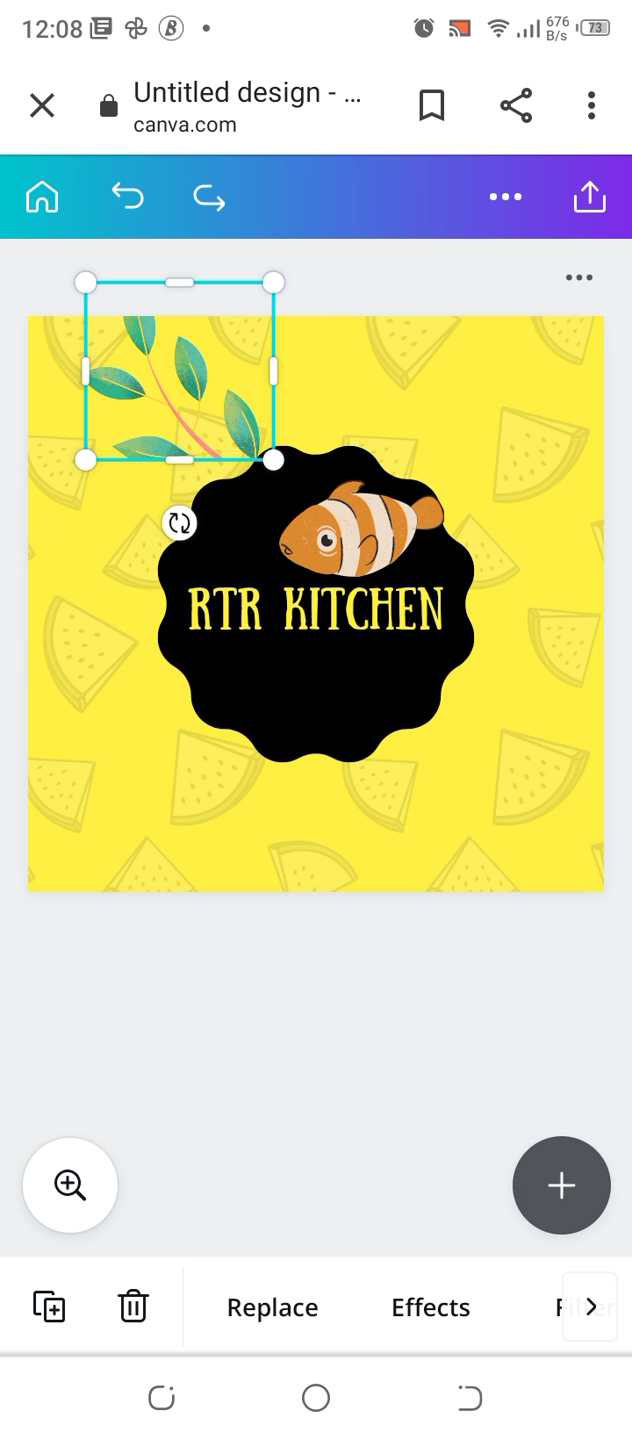 12:08
676
B/s
73
Untitled design - ...
canva.com
RTR KITCHEN
Replace
Effects